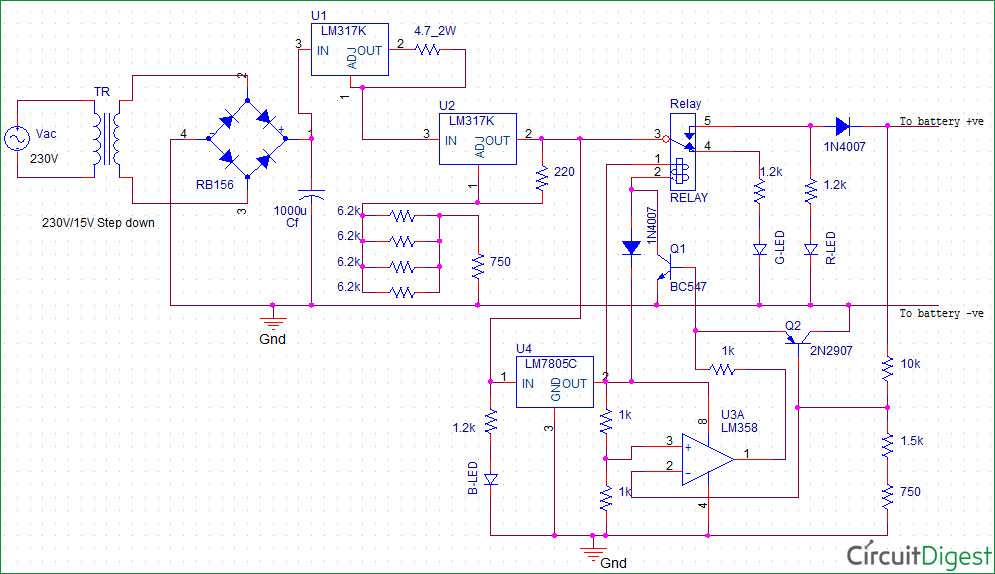 U1
LM317K
3
IN
ADJ
OUT
2
4.7_2W
1
TR
Vac
230V
230V/15V Step down
2
4
-
+
1
3
RB156
1000u
Cf
U2
LM317K
3
IN
ADJ
OUT
2
1
220
6.2k
6.2k
6.2k
6.2k
750
Gnd
Relay
3
5
4
1
2
RELAY
1N4007
To battery +ve
1.2k
1.2k
G-LED
R-LED
1N4007
Q1
BC547
To battery -ve
Q2
2N2907
1k
10k
1.5k
750
U4
LM7805C
1
IN
GND
OUT
2
3
1.2k
B-LED
1k
1k
U3A
LM358
8
3
+
2
-
1
4
Gnd
CircuitDigest